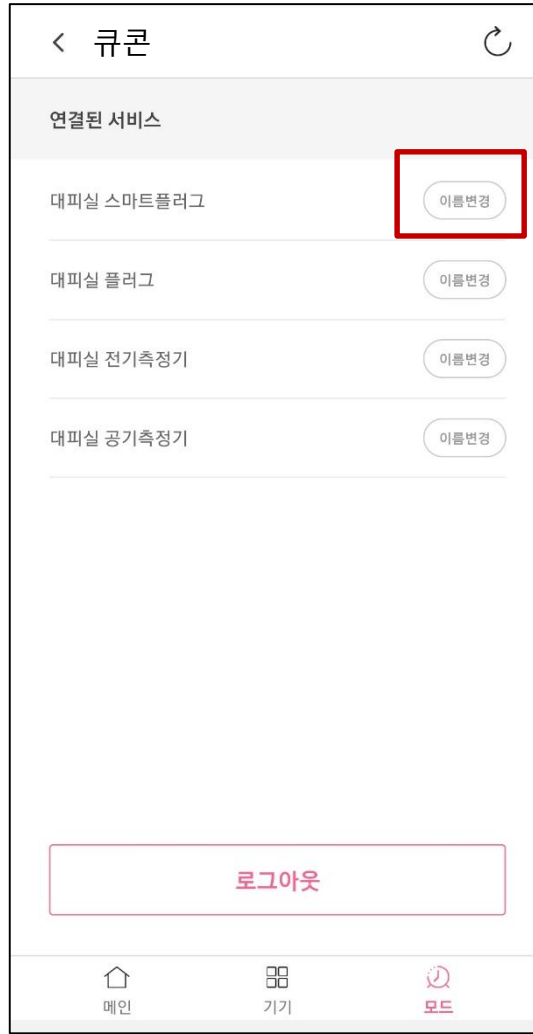 큐콘
연결된 서비스
대피실 스마트플러그 이름변경
대피실 플러그 이름변경
대피실 전기측정기 이름변경
대피실 공기측정기 이름변경
로그아웃
메인 기기 모드